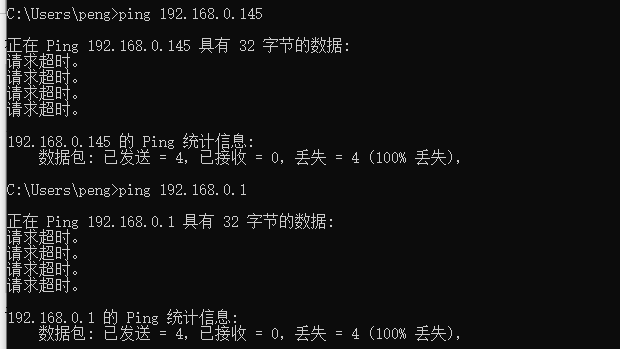 C:\Users\peng>ping 192.168.0.145
正在 Ping 192.168.0.145 具有 32 字节的数据:
请求超时。
请求超时。
请求超时。
请求超时。
192.168.0.145 的 Ping 统计信息:
数据包: 已发送 = 4，已接收 = 0，丢失 = 4 (100% 丢失)，
C:\Users\peng>ping 192.168.0.1
正在 Ping 192.168.0.1 具有 32 字节的数据:
请求超时。
请求超时。
请求超时。
请求超时。
192.168.0.1 的 Ping 统计信息:
数据包: 已发送 = 4，已接收 = 0，丢失 = 4 (100% 丢失)，